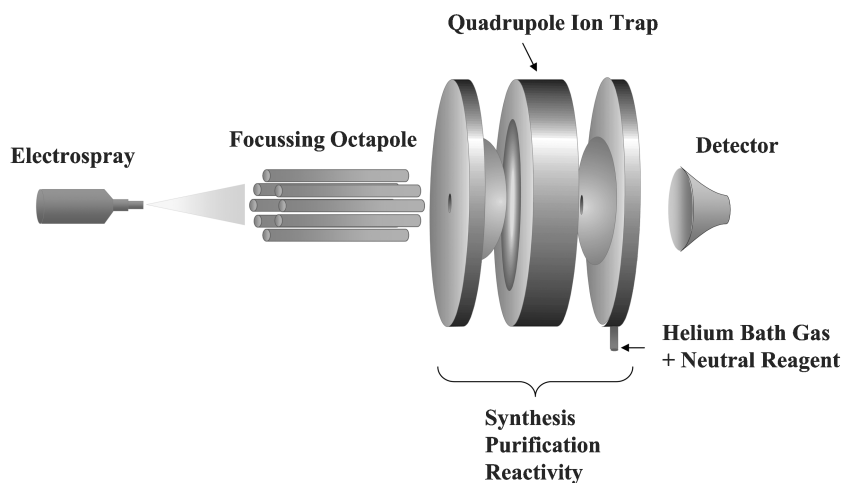 Quadrupole Ion Trap
Electrospray
Focussing Octapole
Detector
Helium Bath Gas
+ Neutral Reagent
Synthesis
Purification
Reactivity